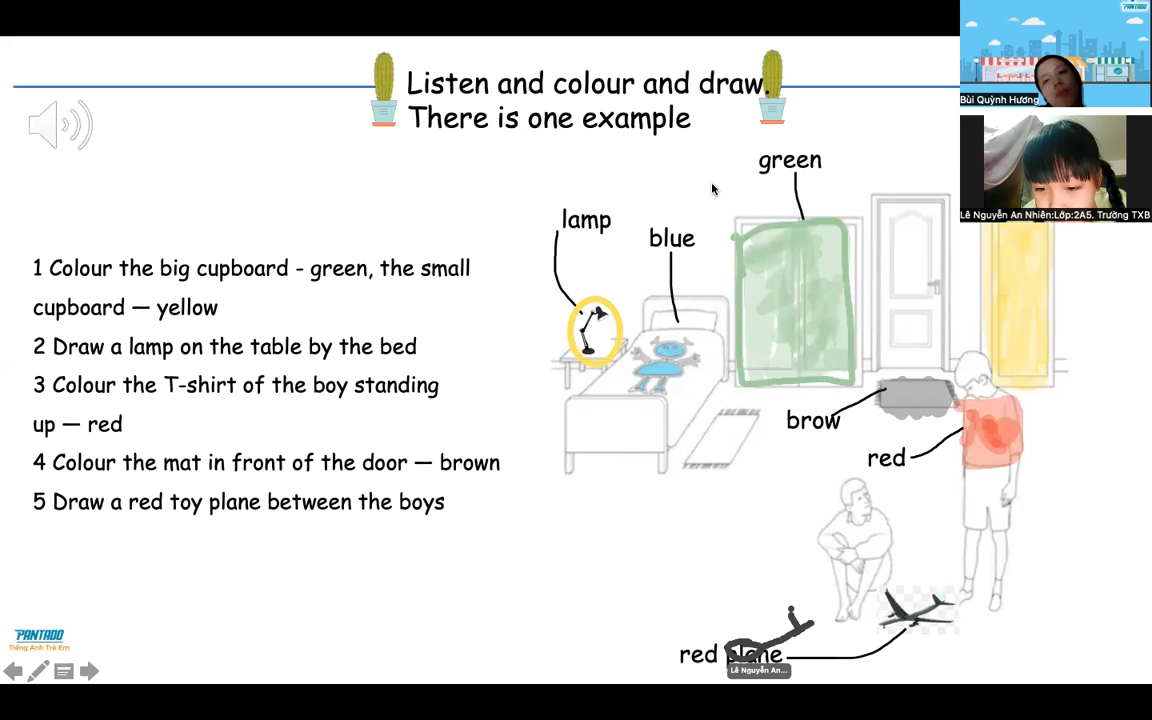 PANTADO
Bùi Quỳnh Hương
Lê Nguyễn An Nhiên:Lớp:2A5. Trường TXB
Listen and colour and draw.
There is one example
green
lamp
blue
1 Colour the big cupboard - green, the small
cupboard — yellow
2 Draw a lamp on the table by the bed
3 Colour the T-shirt of the boy standing
up — red
4 Colour the mat in front of the door — brown
5 Draw a red toy plane between the boys
brow
red
red plane
Lê Nguyễn An...
PANTADO
Tiếng Anh Trẻ Em